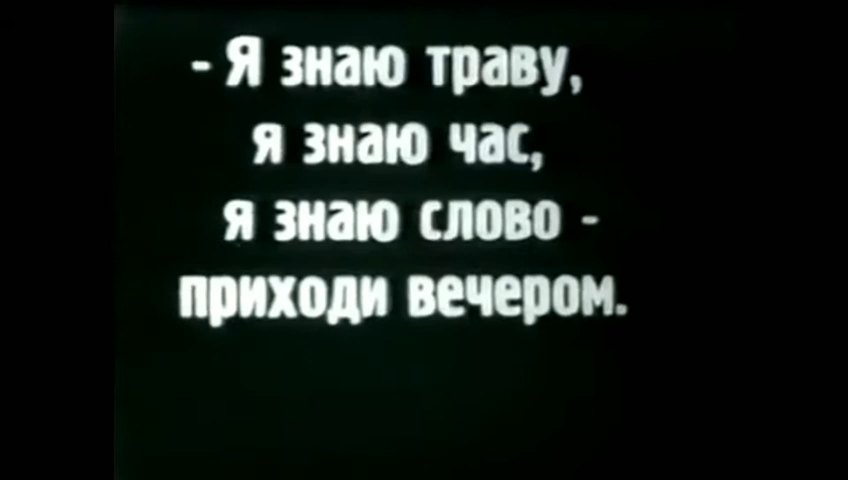 - Я знаю траву,
я знаю час,
я знаю слово -
приходи вечером.